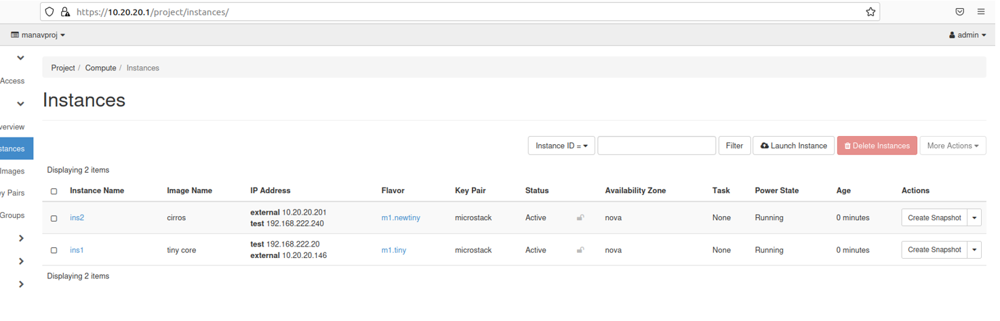 https://10.20.20.1/project/instances/
manavproj admin
Access
verview
stances
Images
ey Pairs
Groups
Project / Compute / Instances
Instances
Instance ID = Filter Launch Instance Delete Instances More Actions
Displaying 2 items
Instance Name Image Name IP Address Flavor Key Pair Status Availability Zone Task Power State Age Actions
ins2 cirros external 10.20.20.201 m1.newtiny microstack Active nova None Running 0 minutes Create Snapshot
test 192.168.222.240
ins1 tiny core test 192.168.222.20 m1.tiny microstack Active nova None Running 0 minutes Create Snapshot
external 10.20.20.146
Displaying 2 items